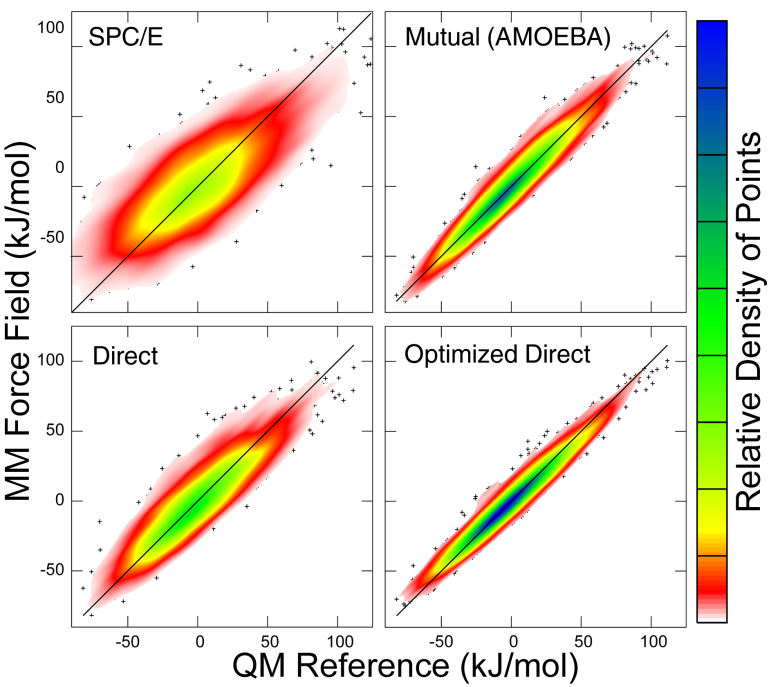 SPC/E
Mutual (AMOEBA)
100
50
0
-50
Direct
Optimized Direct
100
50
0
-50
-50 0 50 100
-50 0 50 100
QM Reference (kJ/mol)
MM Force Field (kJ/mol)
Relative Density of Points